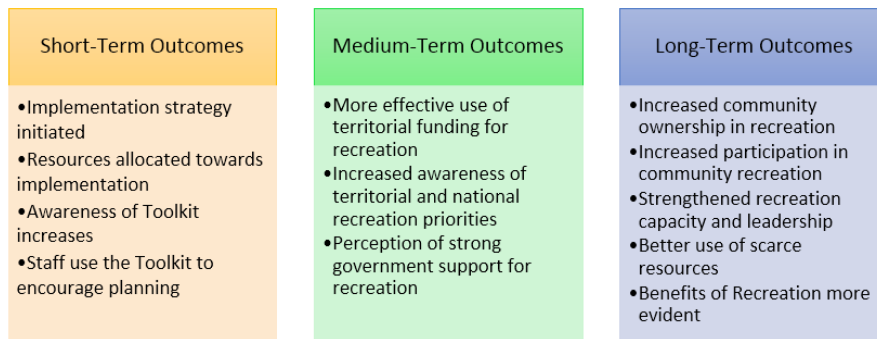 Short-Term Outcomes
•Implementation strategy
initiated
•Resources allocated towards
implementation
•Awareness of Toolkit
increases
•Staff use the Toolkit to
encourage planning
Medium-Term Outcomes
•More effective use of
territorial funding for
recreation
•Increased awareness of
territorial and national
recreation priorities
•Perception of strong
government support for
recreation
Long-Term Outcomes
•Increased community
ownership in recreation
•Increased participation in
community recreation
•Strengthened recreation
capacity and leadership
•Better use of scarce
resources
•Benefits of Recreation more
evident